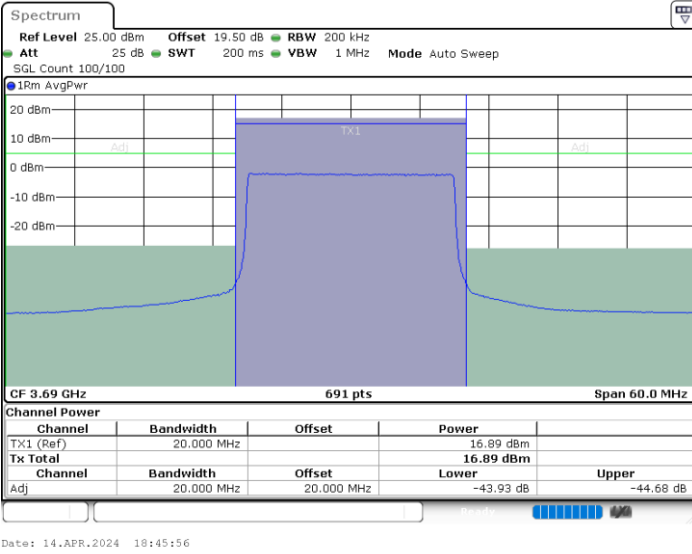 Spectrum
Ref Level 25.00 dBm Offset 19.50 dB RBW 200 kHz
Att 25 dB SWT 200 ms VBW 1 MHz Mode Auto Sweep
SGL Count 100/100
1Rm AvgPwr
20 dBm
TX1
10 dBm
Adj Adj
0 dBm
-10 dBm
-20 dBm
CF 3.69 GHz 691 pts Span 60.0 MHz
Channel Power
Channel Bandwidth Offset Power
TX1 (Ref) 20.000 MHz 16.89 dBm
Tx Total 16.89 dBm
Channel Bandwidth Offset Lower Upper
Adj 20.000 MHz 20.000 MHz -43.93 dB -44.68 dB
Ready
Date: 14.APR.2024 18:45:56